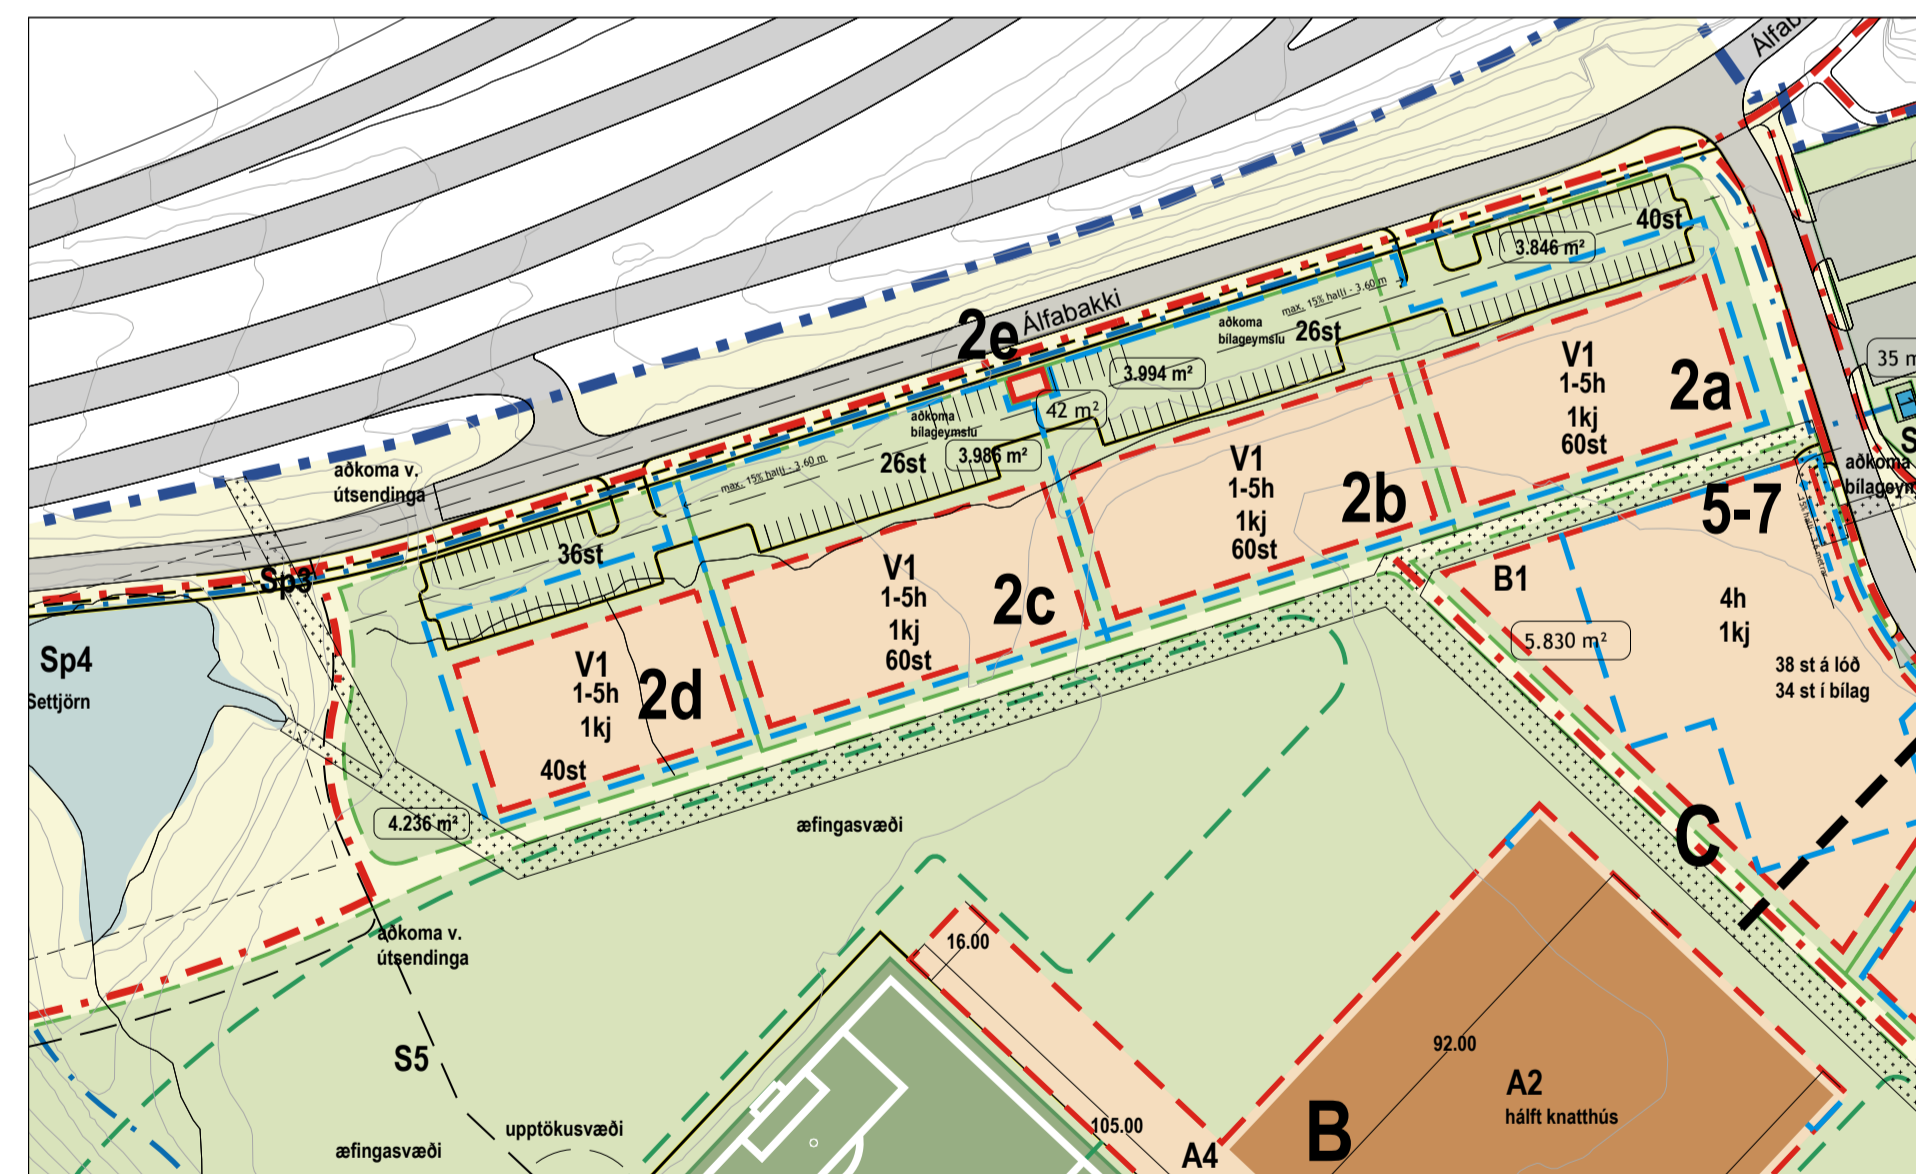 Álfab
40st
3.846 m²
2e
Álfabakki
max. 15% halli - 3.60 m
aðkoma
bílageymslu
26st
3.994 m²
42 m²
V1
1-5h
1kj
60st
2a
35 m
aðkoma v.
útsendinga
aðkoma
bílageymslu
26st
3.986 m²
max. 15% halli - 3.60 m
V1
1-5h
1kj
60st
2b
S
aðkoma
bílageym
5-7
36st
Sp3
V1
1-5h
1kj
60st
2c
B1
4h
1kj
5.830 m²
38 st á lóð
34 st í bílag
Sp4
Settjörn
V1
1-5h
1kj
40st
2d
4.236 m²
æfingasvæði
C
aðkoma v.
útsendinga
16.00
S5
92.00
A2
hálft knatthús
upptökusvæði
105.00
B
æfingasvæði
A4